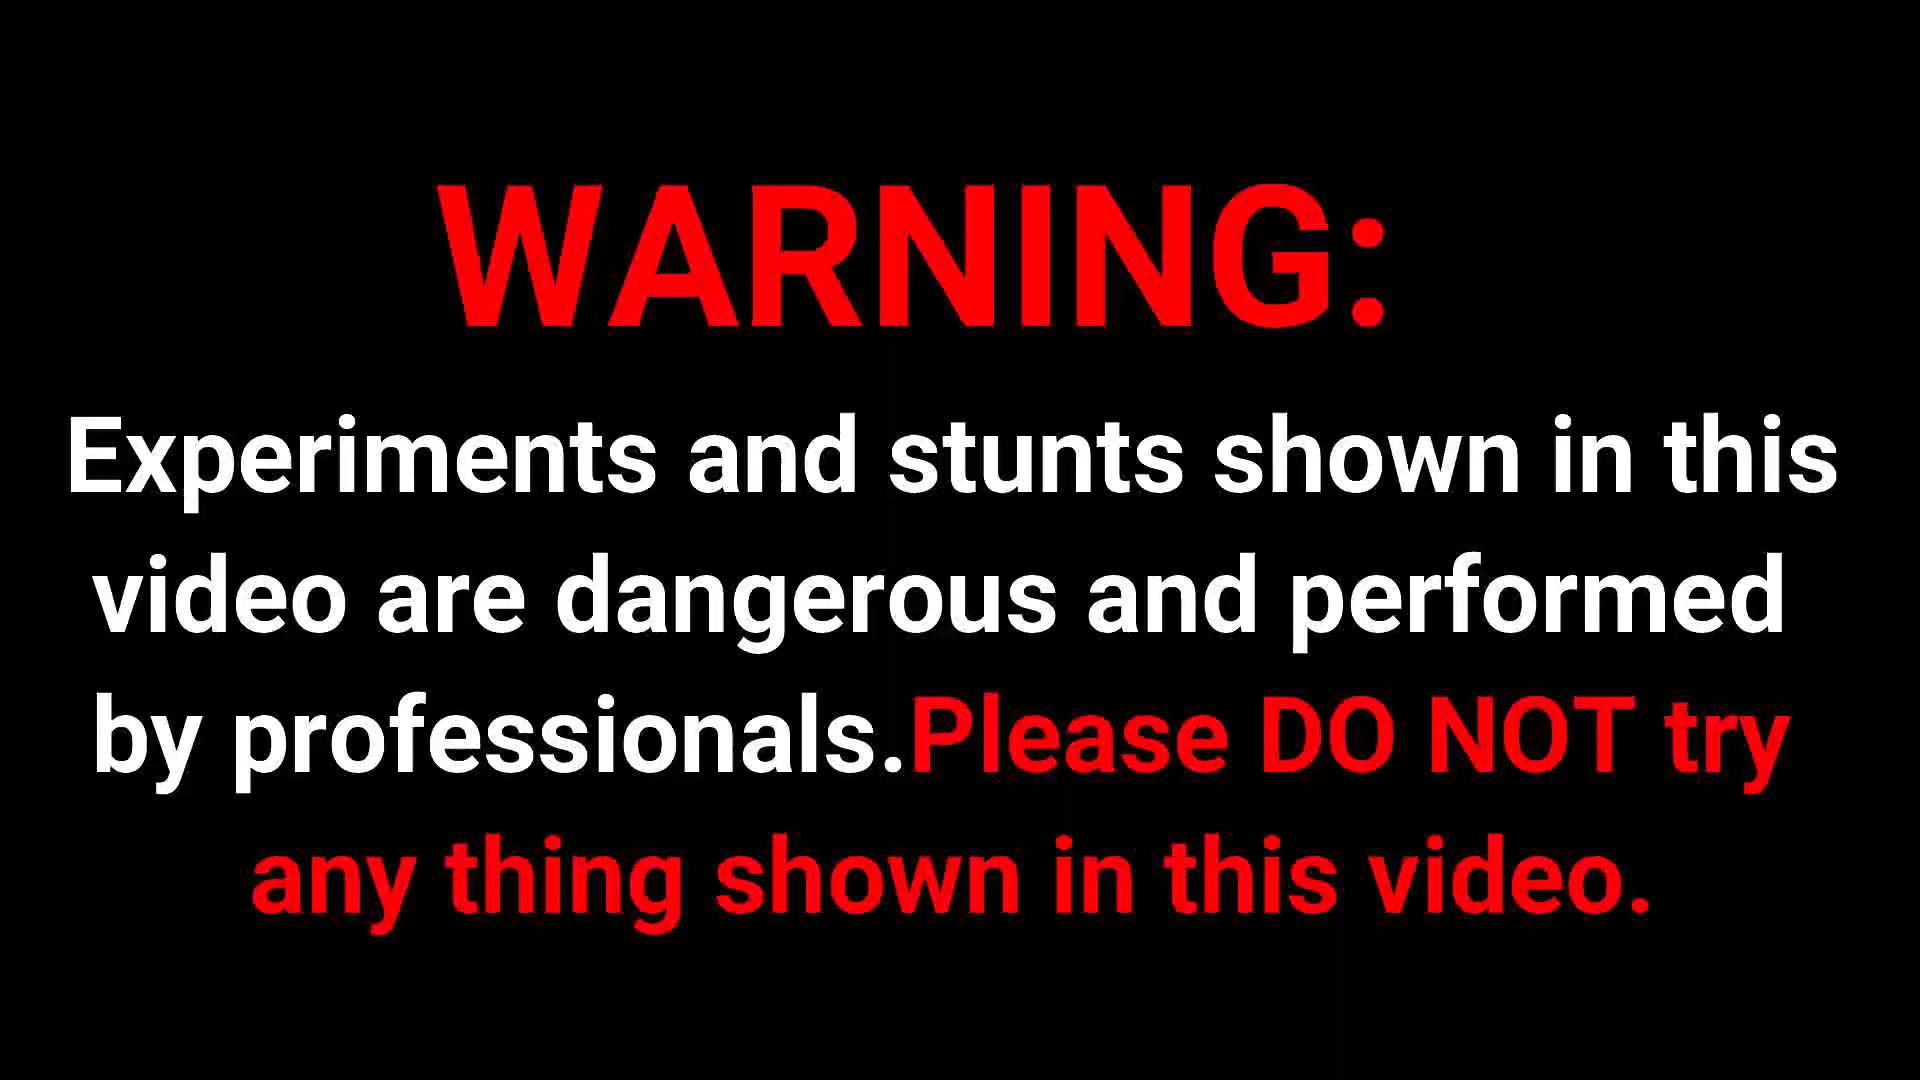 WARNING:
Experiments and stunts shown in this
video are dangerous and performed
by professionals.Please DO NOT try
any thing shown in this video.